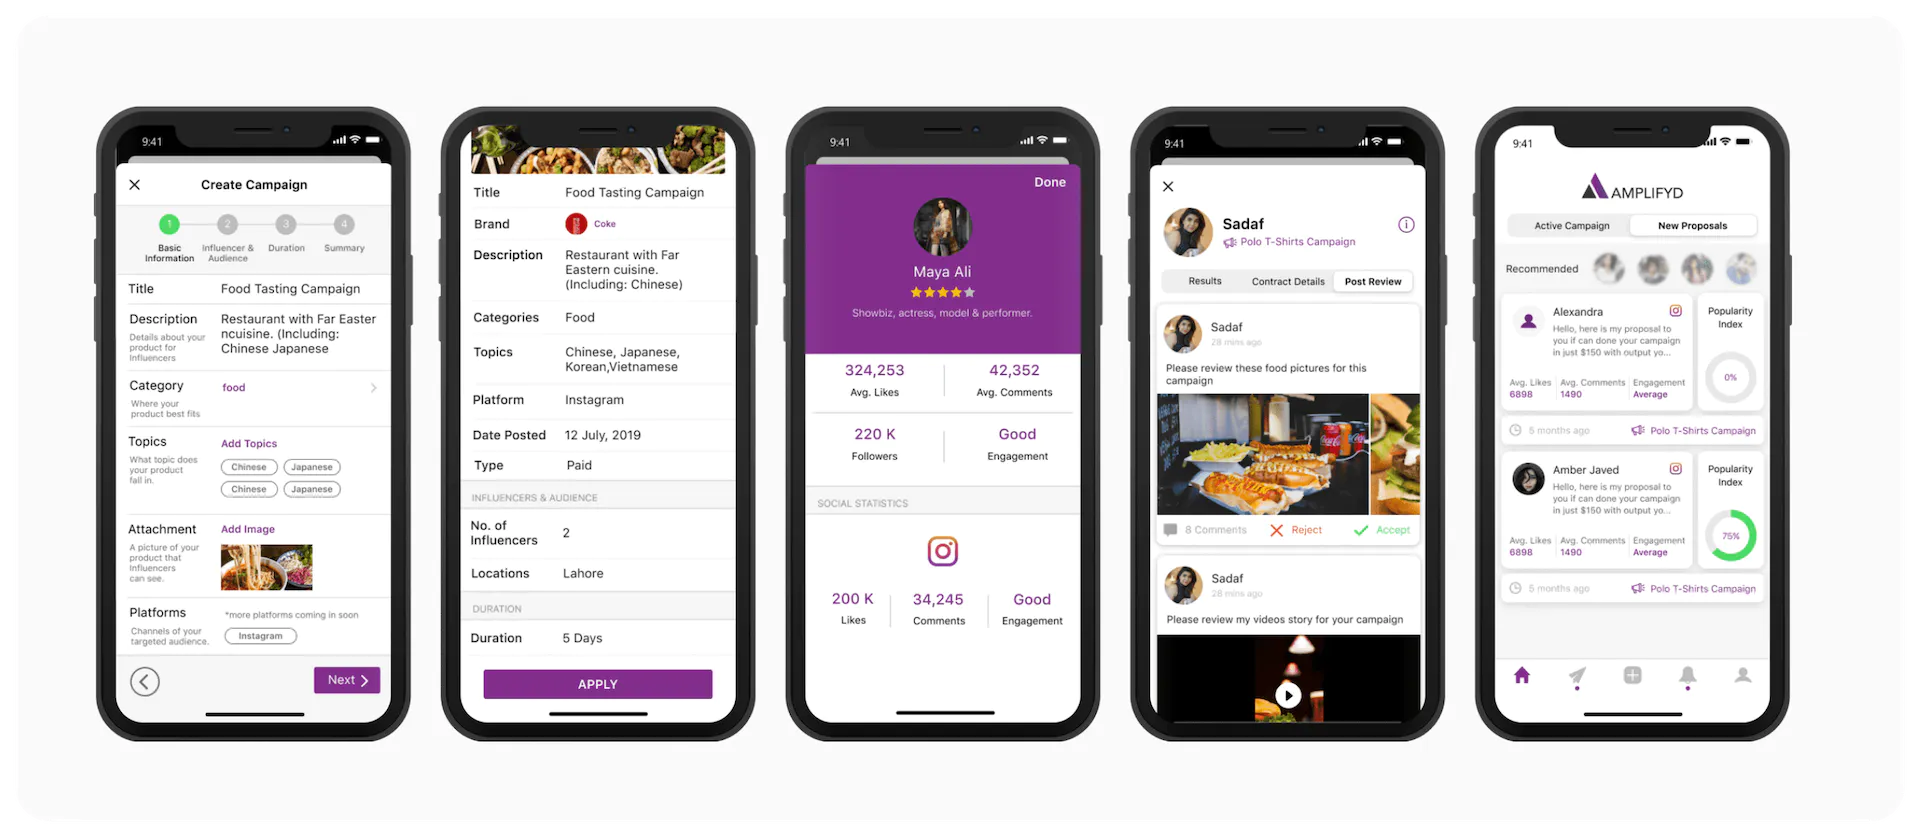 9:41
Create Campaign
1
2
3
4
Basic
Information
Influencer &
Audience
Duration
Summary
Title
Food Tasting Campaign
Description
Details about your
product for
Influencers
Restaurant with Far Easter
ncuisine. (Including:
Chinese Japanese
Category
Where your
product best fits
food
Topics
What topic does
your product
fall in.
Add Topics
Chinese
Japanese
Chinese
Japanese
Attachment
A picture of your
product that
Influencers
can see.
Add Image
Platforms
Channels of your
targeted audience.
*more platforms coming in soon
Instagram
Next
Title
Food Tasting Campaign
Brand
Coke
Description
Restaurant with Far
Eastern cuisine.
(Including: Chinese)
Categories
Food
Topics
Chinese, Japanese,
Korean,Vietnamese
Platform
Instagram
Date Posted
12 July, 2019
Type
Paid
INFLUENCERS & AUDIENCE
No. of
Influencers
2
Locations
Lahore
DURATION
Duration
5 Days
APPLY
9:41
Done
Maya Ali
Showbiz, actress, model & performer.
324,253
Avg. Likes
42,352
Avg. Comments
220 K
Followers
Good
Engagement
SOCIAL STATISTICS
200 K
Likes
34,245
Comments
Good
Engagement
9:41
Sadaf
Polo T-Shirts Campaign
Results
Contract Details
Post Review
Sadaf
28 mins ago
Please review these food pictures for this
campaign
8 Comments
Reject
Accept
Sadaf
28 mins ago
Please review my videos story for your campaign
9:41
AMPLIFYD
Active Campaign
New Proposals
Recommended
Alexandra
Hello, here is my proposal to
you if can done your campaign
in just $150 with output yo...
Avg. Likes
6898
Avg. Comments
1490
Engagement
Average
Popularity
Index
0%
5 months ago
Polo T-Shirts Campaign
Amber Javed
Hello, here is my proposal to
you if can done your campaign
in just $150 with output yo...
Avg. Likes
6898
Avg. Comments
1490
Engagement
Average
Popularity
Index
75%
5 months ago
Polo T-Shirts Campaign